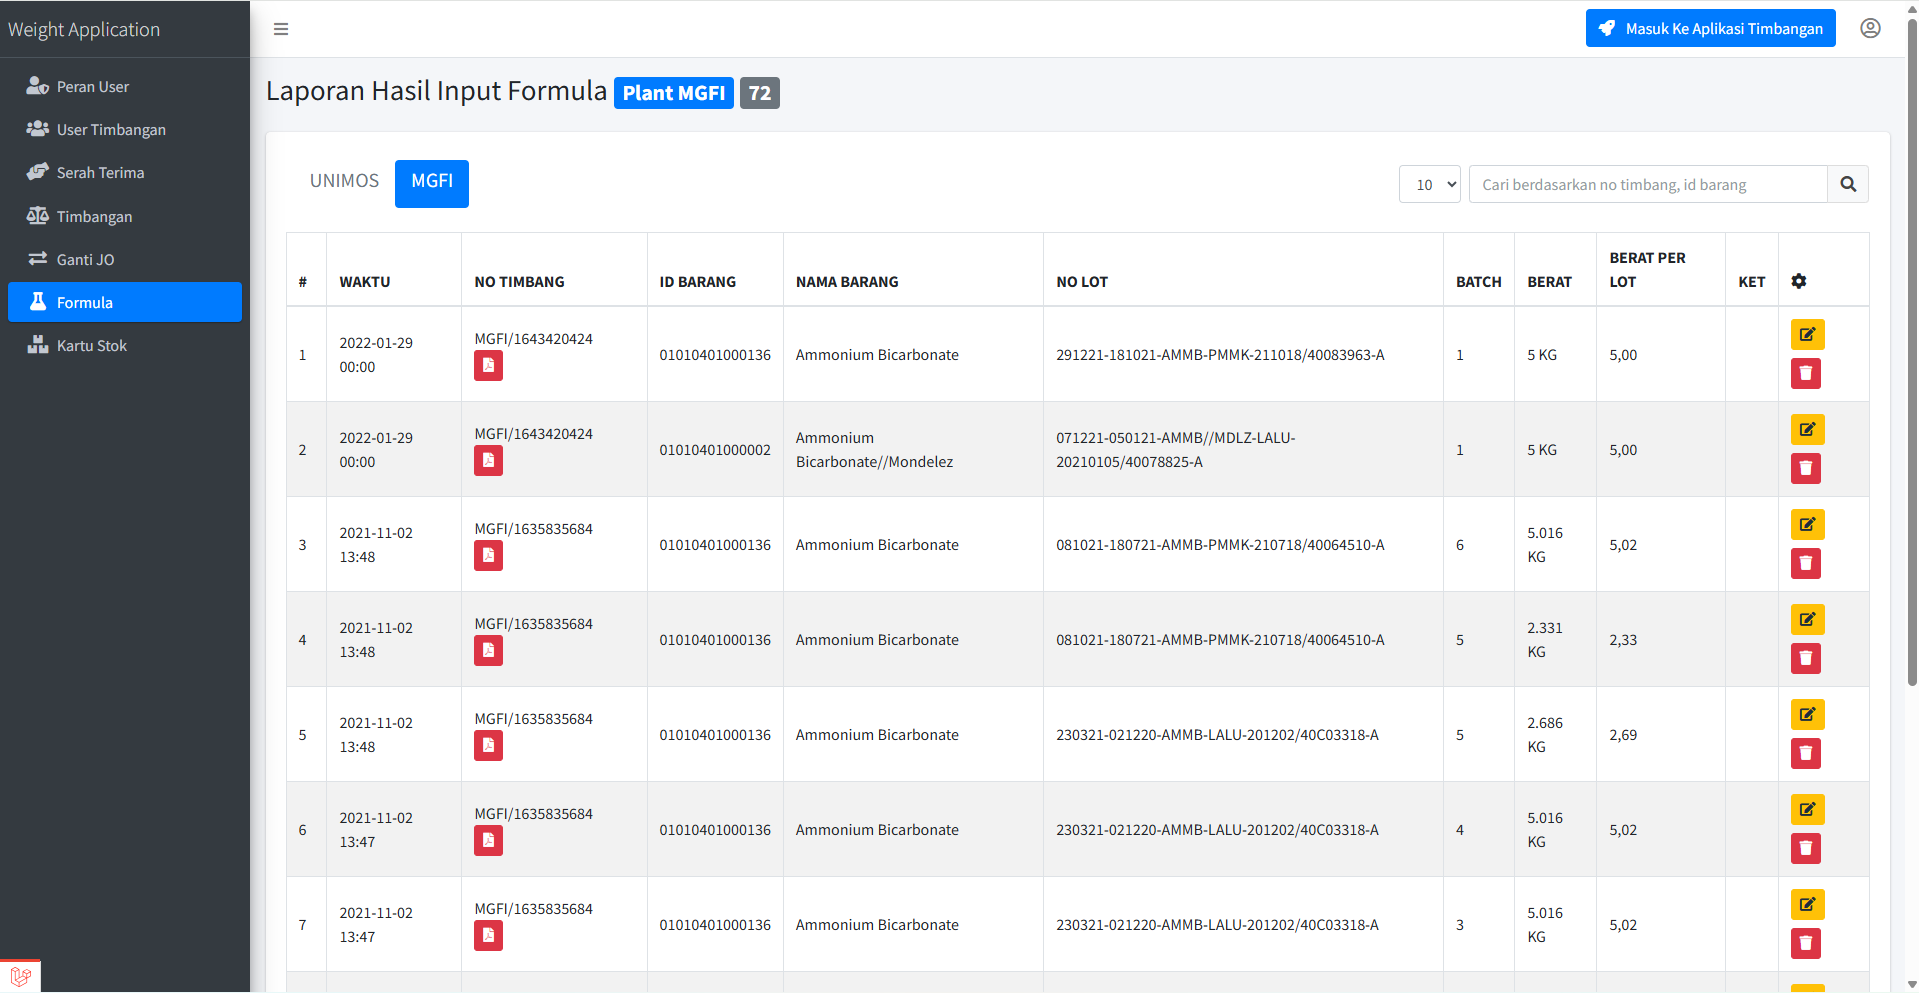 Weight Application
Masuk Ke Aplikasi Timbangan
Peran User
User Timbangan
Serah Terima
Timbangan
Ganti JO
Formula
Kartu Stok
Laporan Hasil Input Formula Plant MGFI 72
UNIMOS MGFI
10 Cari berdasarkan no timbang, id barang
# WAKTU NO TIMBANG ID BARANG NAMA BARANG NO LOT BATCH BERAT BERAT PER LOT KET
1 2022-01-29 00:00 MGFI/1643420424 01010401000136 Ammonium Bicarbonate 291221-181021-AMMB-PMMK-211018/40083963-A 1 5 KG 5,00
2 2022-01-29 00:00 MGFI/1643420424 01010401000002 Ammonium Bicarbonate//Mondelez 071221-050121-AMMB//MDLZ-LALU-20210105/40078825-A 1 5 KG 5,00
3 2021-11-02 13:48 MGFI/1635835684 01010401000136 Ammonium Bicarbonate 081021-180721-AMMB-PMMK-210718/40064510-A 6 5.016 KG 5,02
4 2021-11-02 13:48 MGFI/1635835684 01010401000136 Ammonium Bicarbonate 081021-180721-AMMB-PMMK-210718/40064510-A 5 2.331 KG 2,33
5 2021-11-02 13:48 MGFI/1635835684 01010401000136 Ammonium Bicarbonate 230321-021220-AMMB-LALU-201202/40C03318-A 5 2.686 KG 2,69
6 2021-11-02 13:47 MGFI/1635835684 01010401000136 Ammonium Bicarbonate 230321-021220-AMMB-LALU-201202/40C03318-A 4 5.016 KG 5,02
7 2021-11-02 13:47 MGFI/1635835684 01010401000136 Ammonium Bicarbonate 230321-021220-AMMB-LALU-201202/40C03318-A 3 5.016 KG 5,02